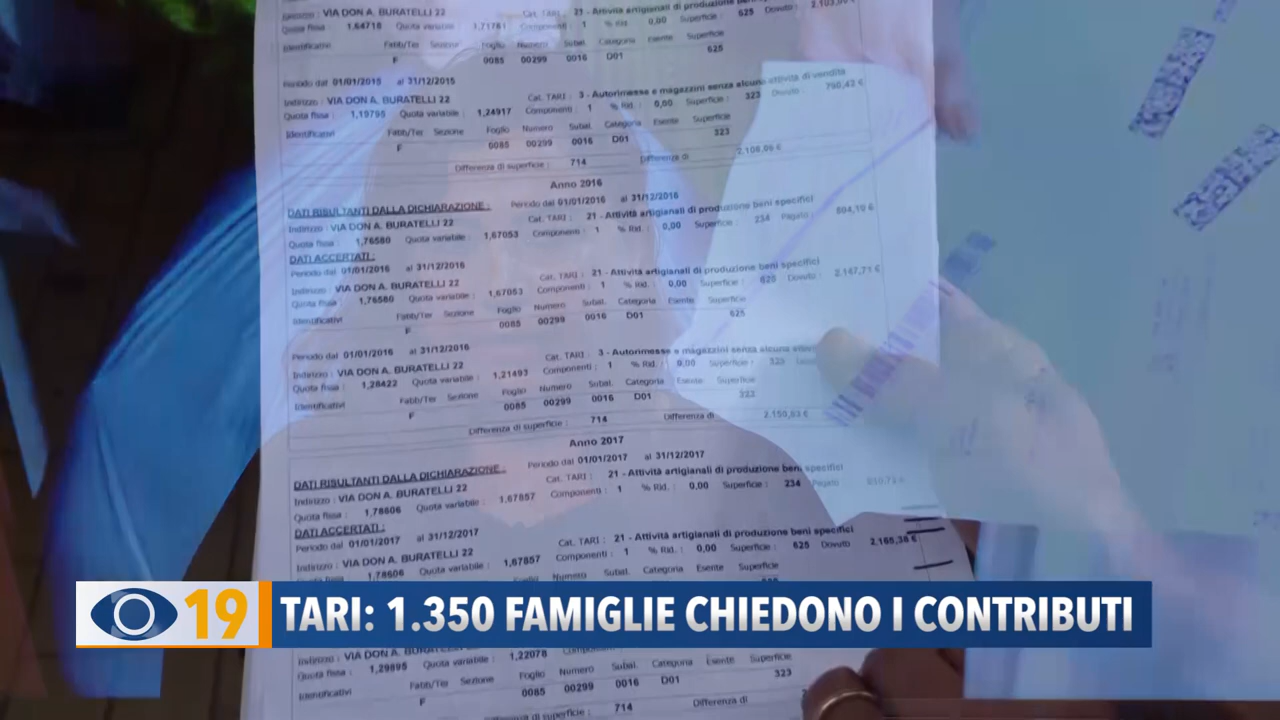 Indirizzo : VIA DON A. BURATELLI 22 Cat. TARI : 21 - Attività artigianali di produzione beni
Quota fissa : 1,64718 Quota variabile 1,71781 Componenti : 1 % Rid. 0,00 Superficie : 625 Dovuto :
Identificativi Fabb/Ter Sezione Foglio Numero Subal. Categoria Esente Superficie
F 0085 00299 0016 D01 625
Periodo dal 01/01/2015 al 31/12/2015
Indirizzo : VIA DON A. BURATELLI 22 Cat. TARI : 3 - Autorimesse e magazzini senza alcuna attività di vendita
Quota fissa : 1,19795 Quota variabile : 1,24917 Componenti : 1 % Rid. : 0,00 Superficie : 323 Dovuto : 790,42 €
Identificativi Fabb/Ter Sezione Foglio Numero Subal. Categoria Esente Superficie
F 0085 00299 0016 D01 323
Differenza di superficie : 714 Differenza di
Anno 2016
DATI RISULTANTI DALLA DICHIARAZIONE : Periodo dal 01/01/2016 al 31/12/2016
Indirizzo : VIA DON A. BURATELLI 22 Cat. TARI : 21 - Attività artigianali di produzione beni specifici
Quota fissa : 1,76580 Quota variabile : 1,67053 Componenti : 1 % Rid. : 0,00 Superficie : 234 Pagato : 804,10 €
DATI ACCERTATI :
Periodo dal 01/01/2016 al 31/12/2016
Indirizzo : VIA DON A. BURATELLI 22 Cat. TARI : 21 - Attività artigianali di produzione beni specifici
Quota fissa : 1,76580 Quota variabile : 1,67053 Componenti : 1 % Rid. : 0,00 Superficie : 625 Dovuto : 2.147,71 €
Identificativi Fabb/Ter Sezione Foglio Numero Subal. Categoria Esente Superficie
F 0085 00299 0016 D01 625
Periodo dal 01/01/2016 al 31/12/2016
Indirizzo : VIA DON A. BURATELLI 22 Cat. TARI : 3 - Autorimesse e magazzini senza alcuna
Quota fissa : 1,28422 Quota variabile : 1,21493 Componenti : 1 % Rid. : 0,00 Superficie : 323
Identificativi Fabb/Ter Sezione Foglio Numero Subal. Categoria Esente Superficie
F 0085 00299 0016 D01 323
Differenza di superficie : 714 Differenza di
Anno 2017
DATI RISULTANTI DALLA DICHIARAZIONE : Periodo dal 01/01/2017 al 31/12/2017
Indirizzo : VIA DON A. BURATELLI 22 Cat. TARI : 21 - Attività artigianali di produzione beni specifici
Quota fissa : 1,78606 Quota variabile : 1,67857 Componenti : 1 % Rid. : 0,00 Superficie : 234 Pagato
DATI ACCERTATI :
Periodo dal 01/01/2017 al 31/12/2017
Indirizzo : VIA DON A. BURATELLI 22 Cat. TARI : 21 - Attività artigianali di produzione beni specifici
Quota fissa : 1,78606 Quota variabile : 1,67857 Componenti : 1 % Rid. : 0,00 Superficie : 625 Dovuto 2.165,38 €
Numero Subal. Categoria Esente Superficie
19 TARI: 1.350 FAMIGLIE CHIEDONO I CONTRIBUTI
Indirizzo : VIA DON A. BURATELLI 22
Quota fissa : 1,29895 Quota variabile : 1,22078
Identificativi Fabb/Ter Sezione Foglio Numero Subal. Categoria Esente Superficie
F 0085 00299 0016 D01 323
Differenza di superficie : 714 Differenza di